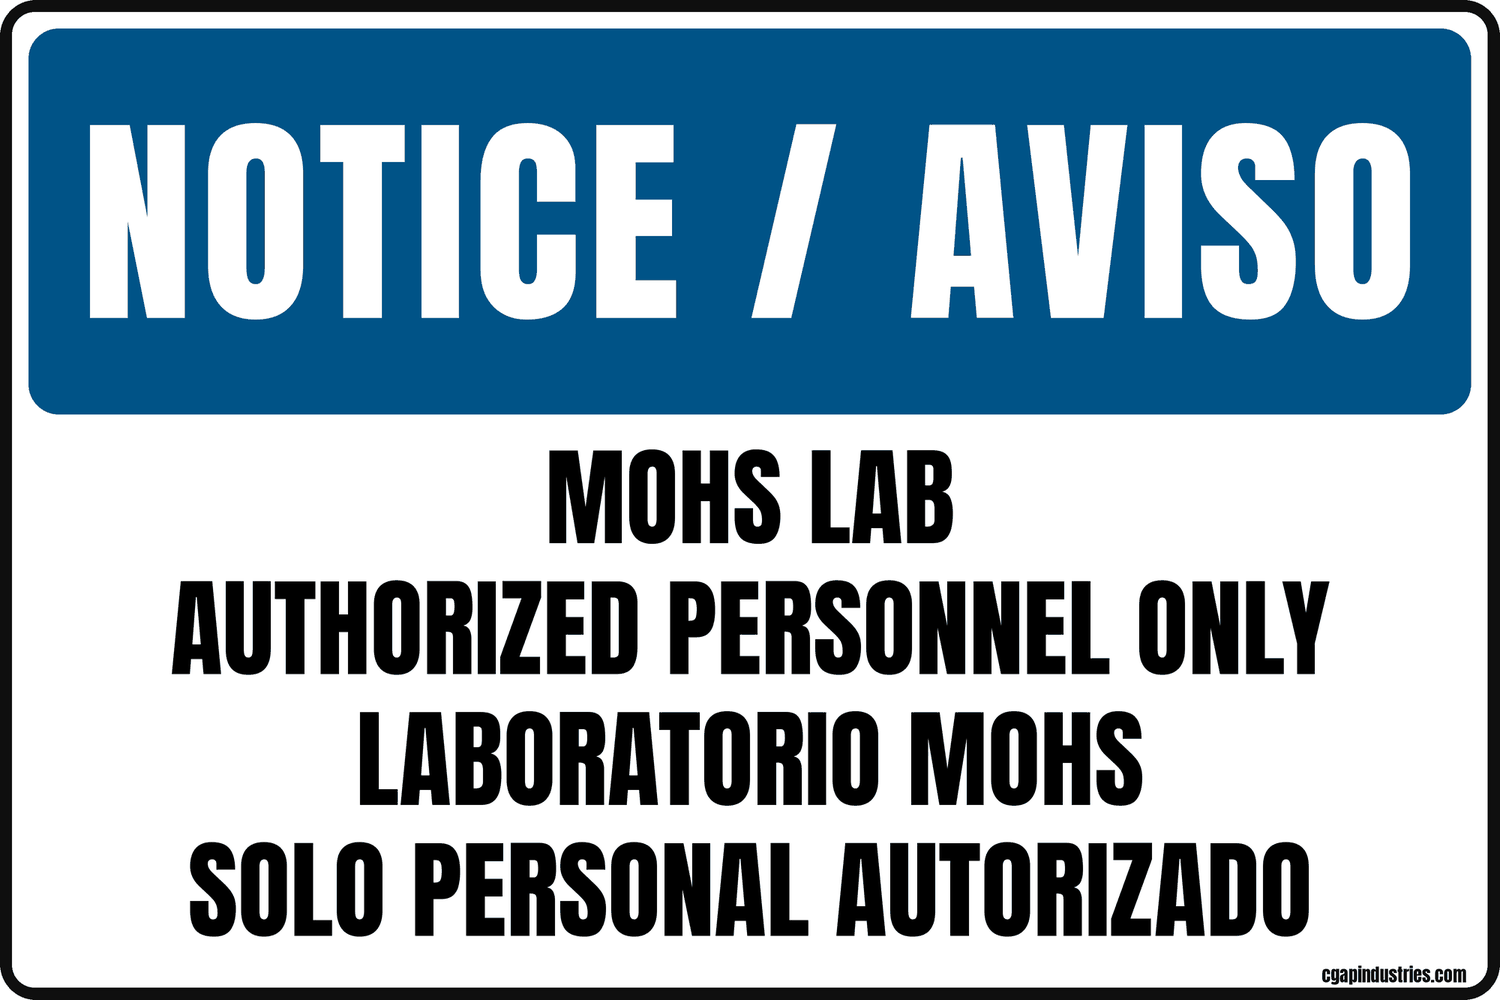 NOTICE / AVISO
MOHS LAB
AUTHORIZED PERSONNEL ONLY
LABORATORIO MOHS
SOLO PERSONAL AUTORIZADO
cgapindustries.com